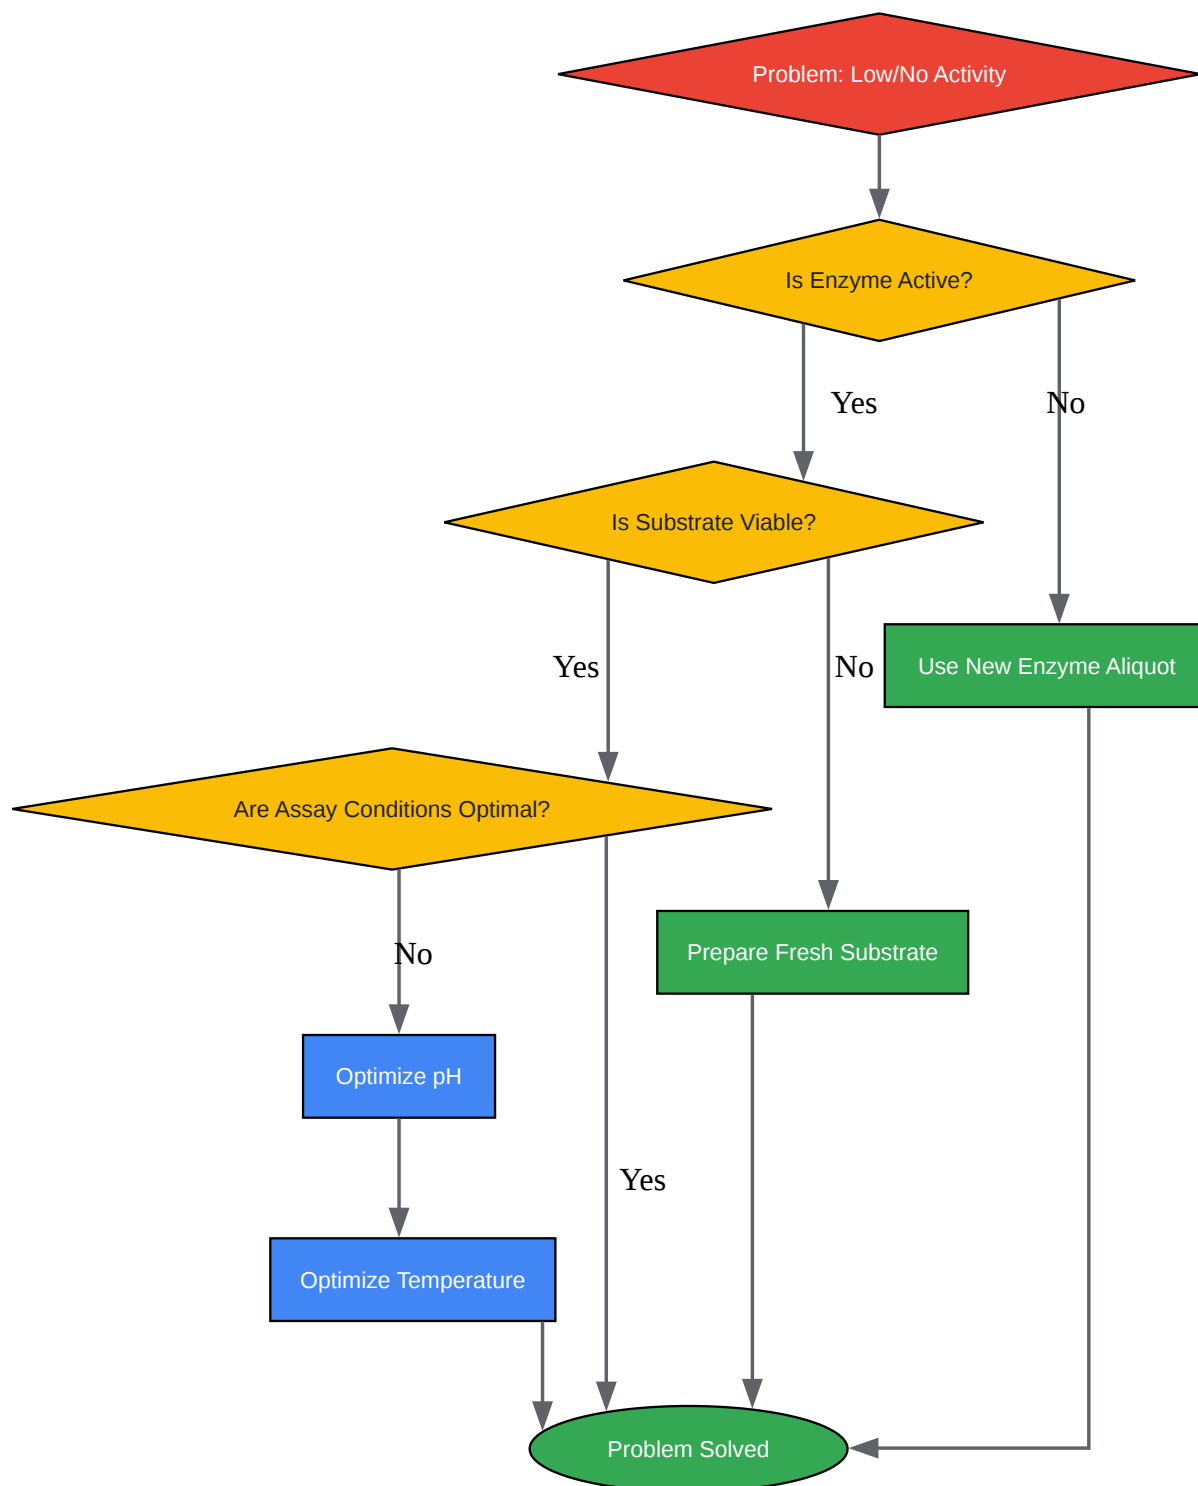 Problem: Low/No Activity
Is Enzyme Active?
Yes
No
Is Substrate Viable?
Yes
No
Use New Enzyme Aliquot
Are Assay Conditions Optimal?
No
Prepare Fresh Substrate
Optimize pH
Yes
Optimize Temperature
Problem Solved